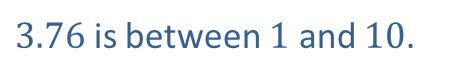 3.76 is between 1 and 10.